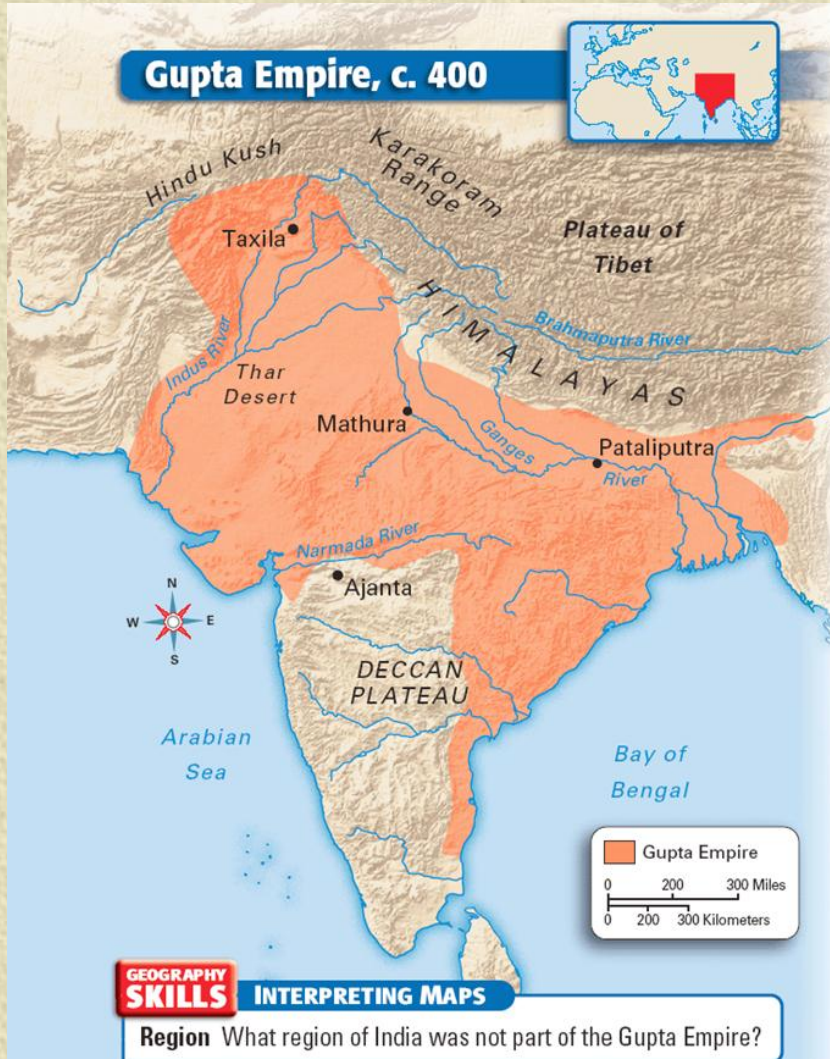 Gupta Empire, c. 400
Hindu Kush
Karakoram
Range
Taxila
Plateau of
Tibet
HIMALAYAS
Brahmaputra River
Indus River
Thar
Desert
Mathura
Ganges
River
Pataliputra
Narmada River
Ajanta
N
W
E
S
DECCAN
PLATEAU
Arabian
Sea
Bay of
Bengal
Gupta Empire
0 200 300 Miles
0 200 300 Kilometers
GEOGRAPHY
SKILLS
INTERPRETING MAPS
Region What region of India was not part of the Gupta Empire?